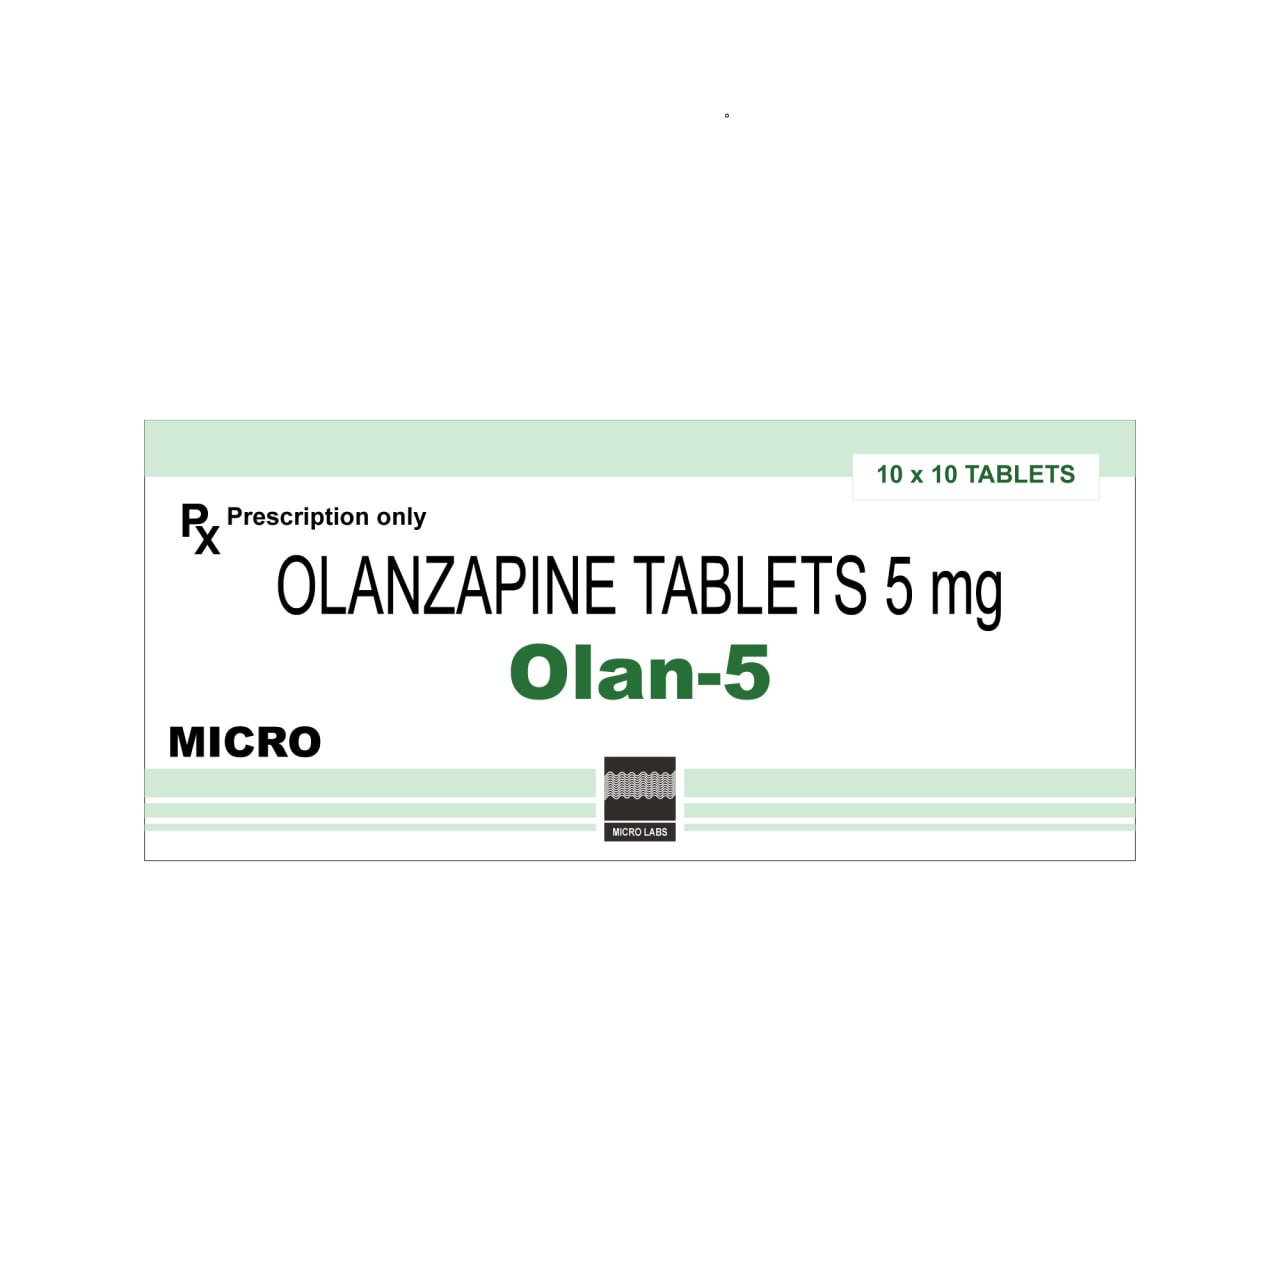 10 x 10 TABLETS
Rx Prescription only
OLANZAPINE TABLETS 5 mg
Olan-5
MICRO
MICRO LABS